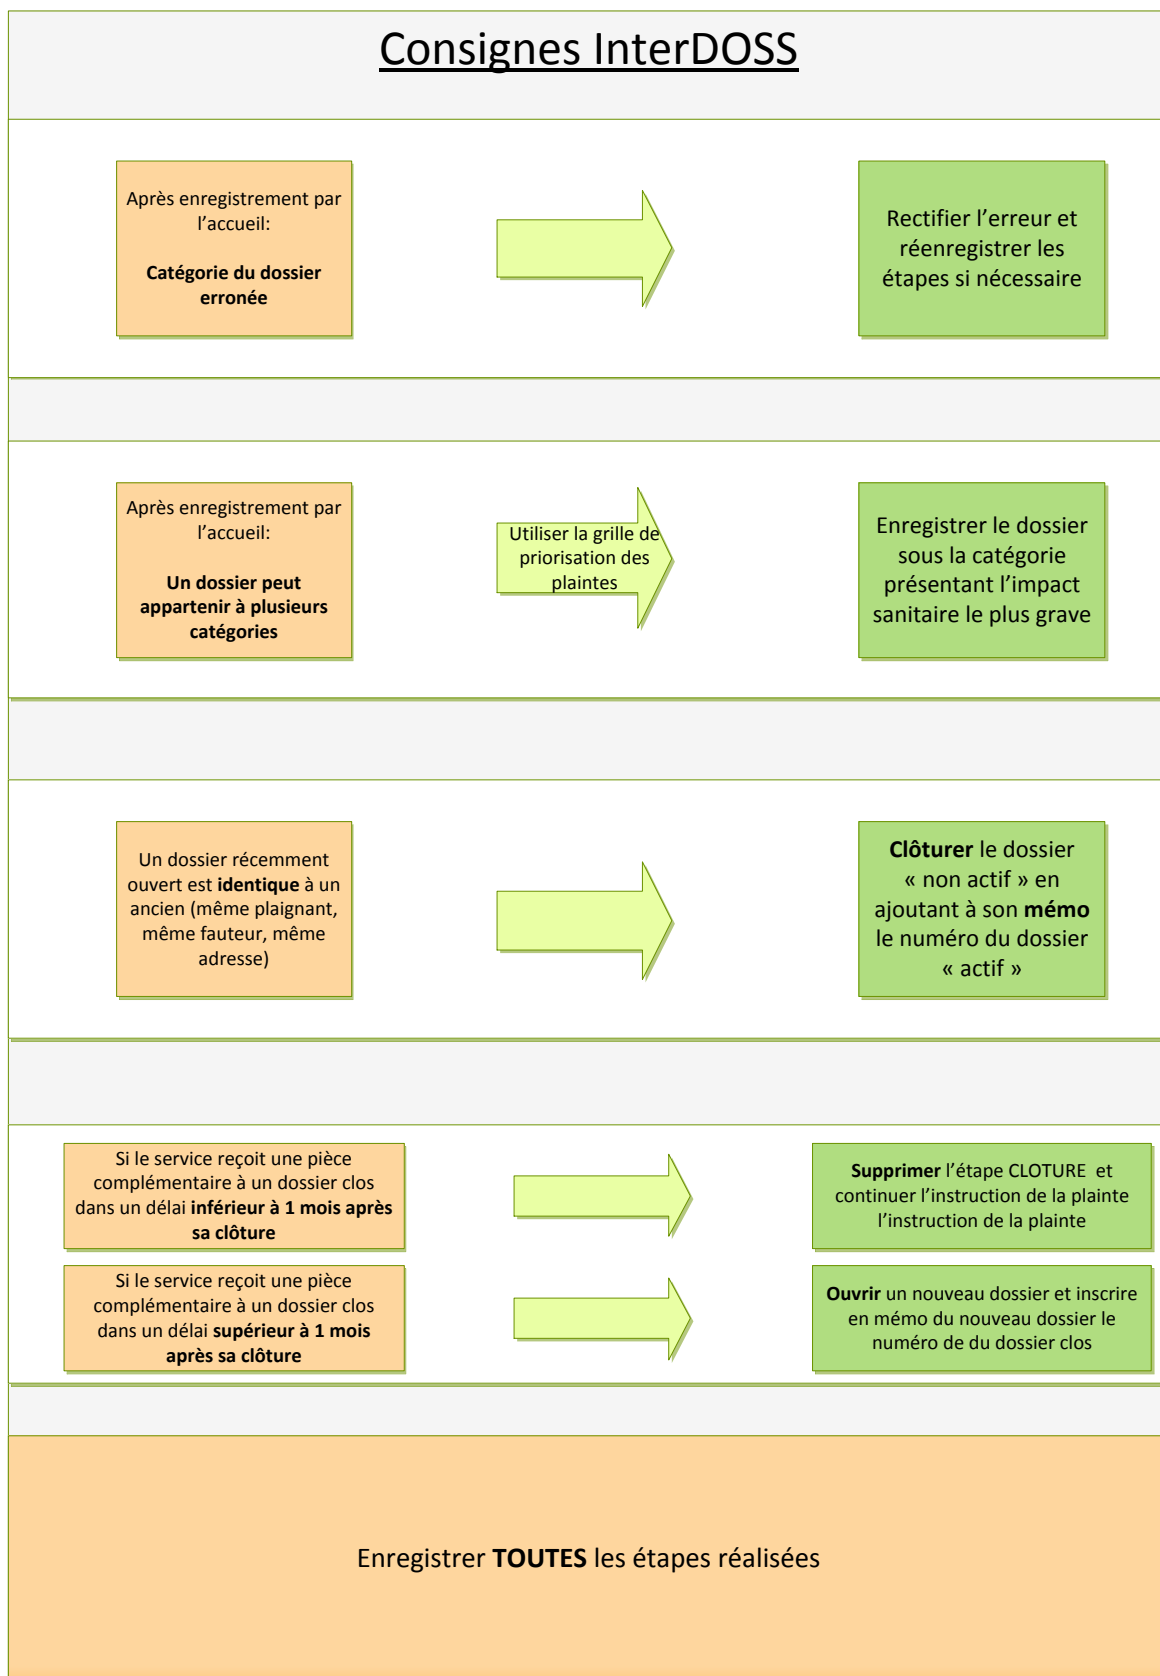 Consignes InterDOSS
Après enregistrement par
l’accueil:
Catégorie du dossier
erronée
Rectifier l’erreur et
réenregistrer les
étapes si nécessaire
Après enregistrement par
l’accueil:
Un dossier peut
appartenir à plusieurs
catégories
Utiliser la grille de
priorisation des
plaintes
Enregistrer le dossier
sous la catégorie
présentant l’impact
sanitaire le plus grave
Un dossier récemment
ouvert est identique à un
ancien (même plaignant,
même fauteur, même
adresse)
Clôturer le dossier
« non actif » en
ajoutant à son mémo
le numéro du dossier
« actif »
Si le service reçoit une pièce
complémentaire à un dossier clos
dans un délai inférieur à 1 mois après
sa clôture
Supprimer l’étape CLOTURE et
continuer l’instruction de la plainte
l’instruction de la plainte
Si le service reçoit une pièce
complémentaire à un dossier clos
dans un délai supérieur à 1 mois
après sa clôture
Ouvrir un nouveau dossier et inscrire
en mémo du nouveau dossier le
numéro de du dossier clos
Enregistrer TOUTES les étapes réalisées